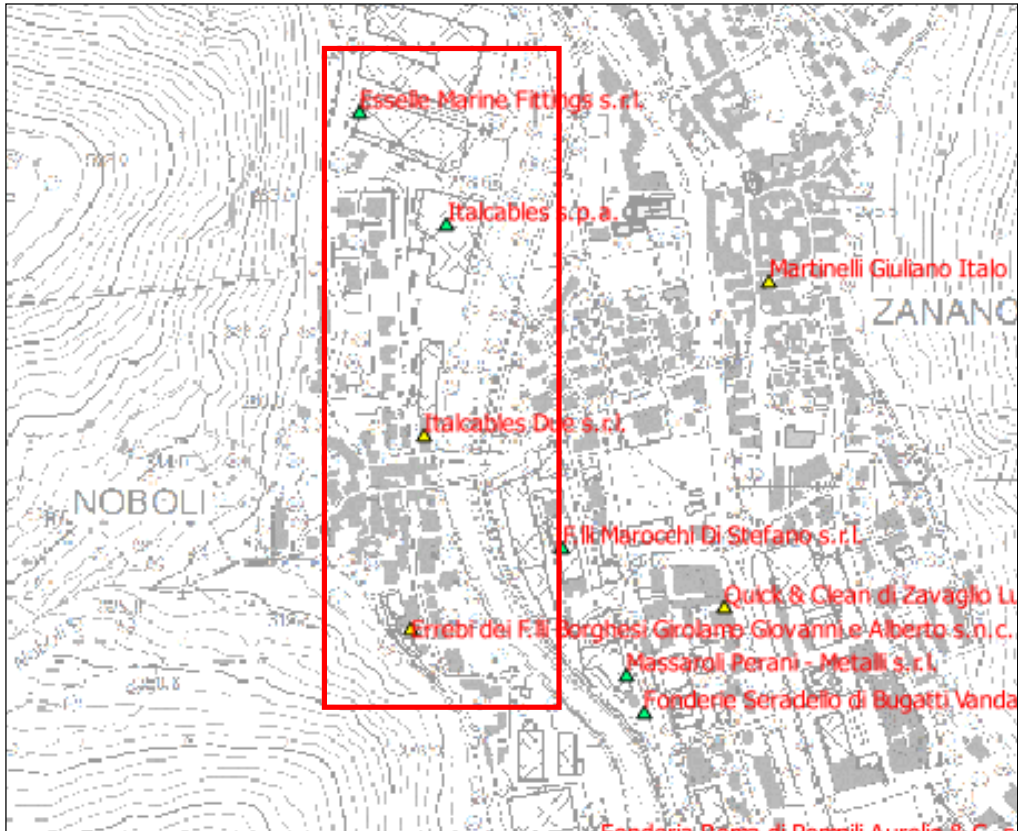 Esselle Marine Fittings s.r.l.
Italcables s.p.a.
Martinelli Giuliano Italo
ZANANO
Italcables Due s.r.l.
NOBOLI
F.lli Marocchi Di Stefano s.r.l.
Quick & Clean di Zavaglio Lu
Errebi dei F.lli Borghesi Girolamo Giovanni e Alberto s.n.c.
Massaroli Perani - Metalli s.r.l.
Fonderie Seradello di Bugatti Vanda